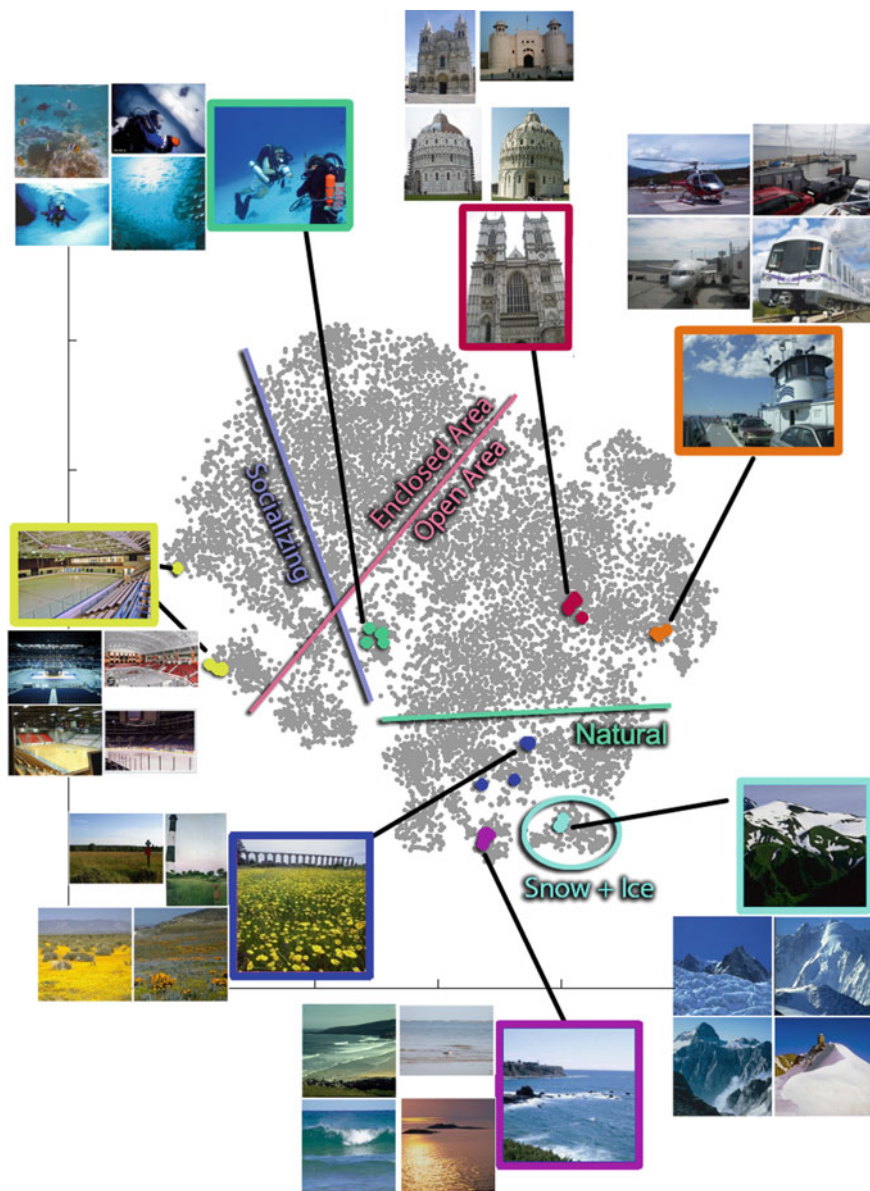 Enclosed Area
Open Area
Socializing
Natural
Snow + Ice